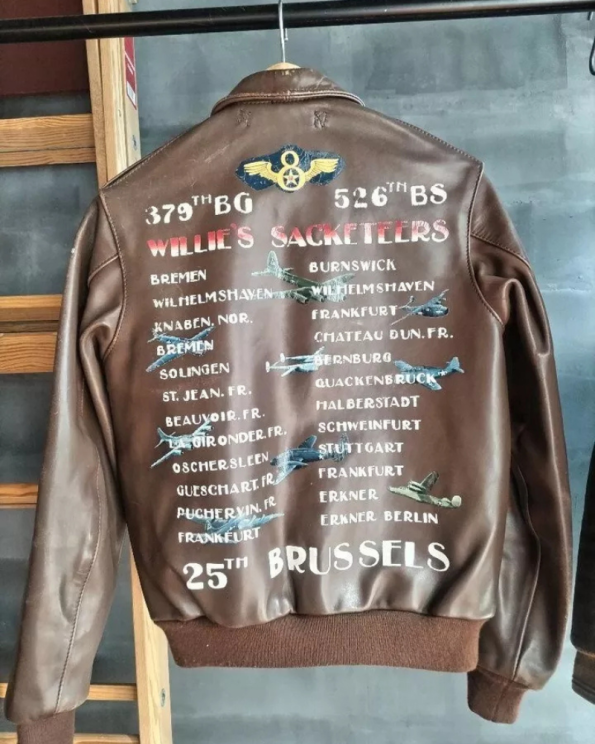 8
379TH BG 526TH BS
WILLIE'S SACKETEERS
BREMEN
WILHELMSHAVEN
KNABEN, NOR.
BREMEN
SOLINGEN
ST. JEAN. FR.
BEAUVOIR. FR.
LA GIRONDER. FR.
OSCHERSLEEN
GUESCHART. FR.
PUCHERVIN. FR
FRANKFURT
BURNSWICK
WILHELMSHAVEN
FRANKFURT
CHATEAU DUN. FR.
BERNBURG
QUACKENBRUCK
HALBERSTADT
SCHWEINFURT
STUTTGART
FRANKFURT
ERKNER
ERKNER BERLIN
25TH BRUSSELS